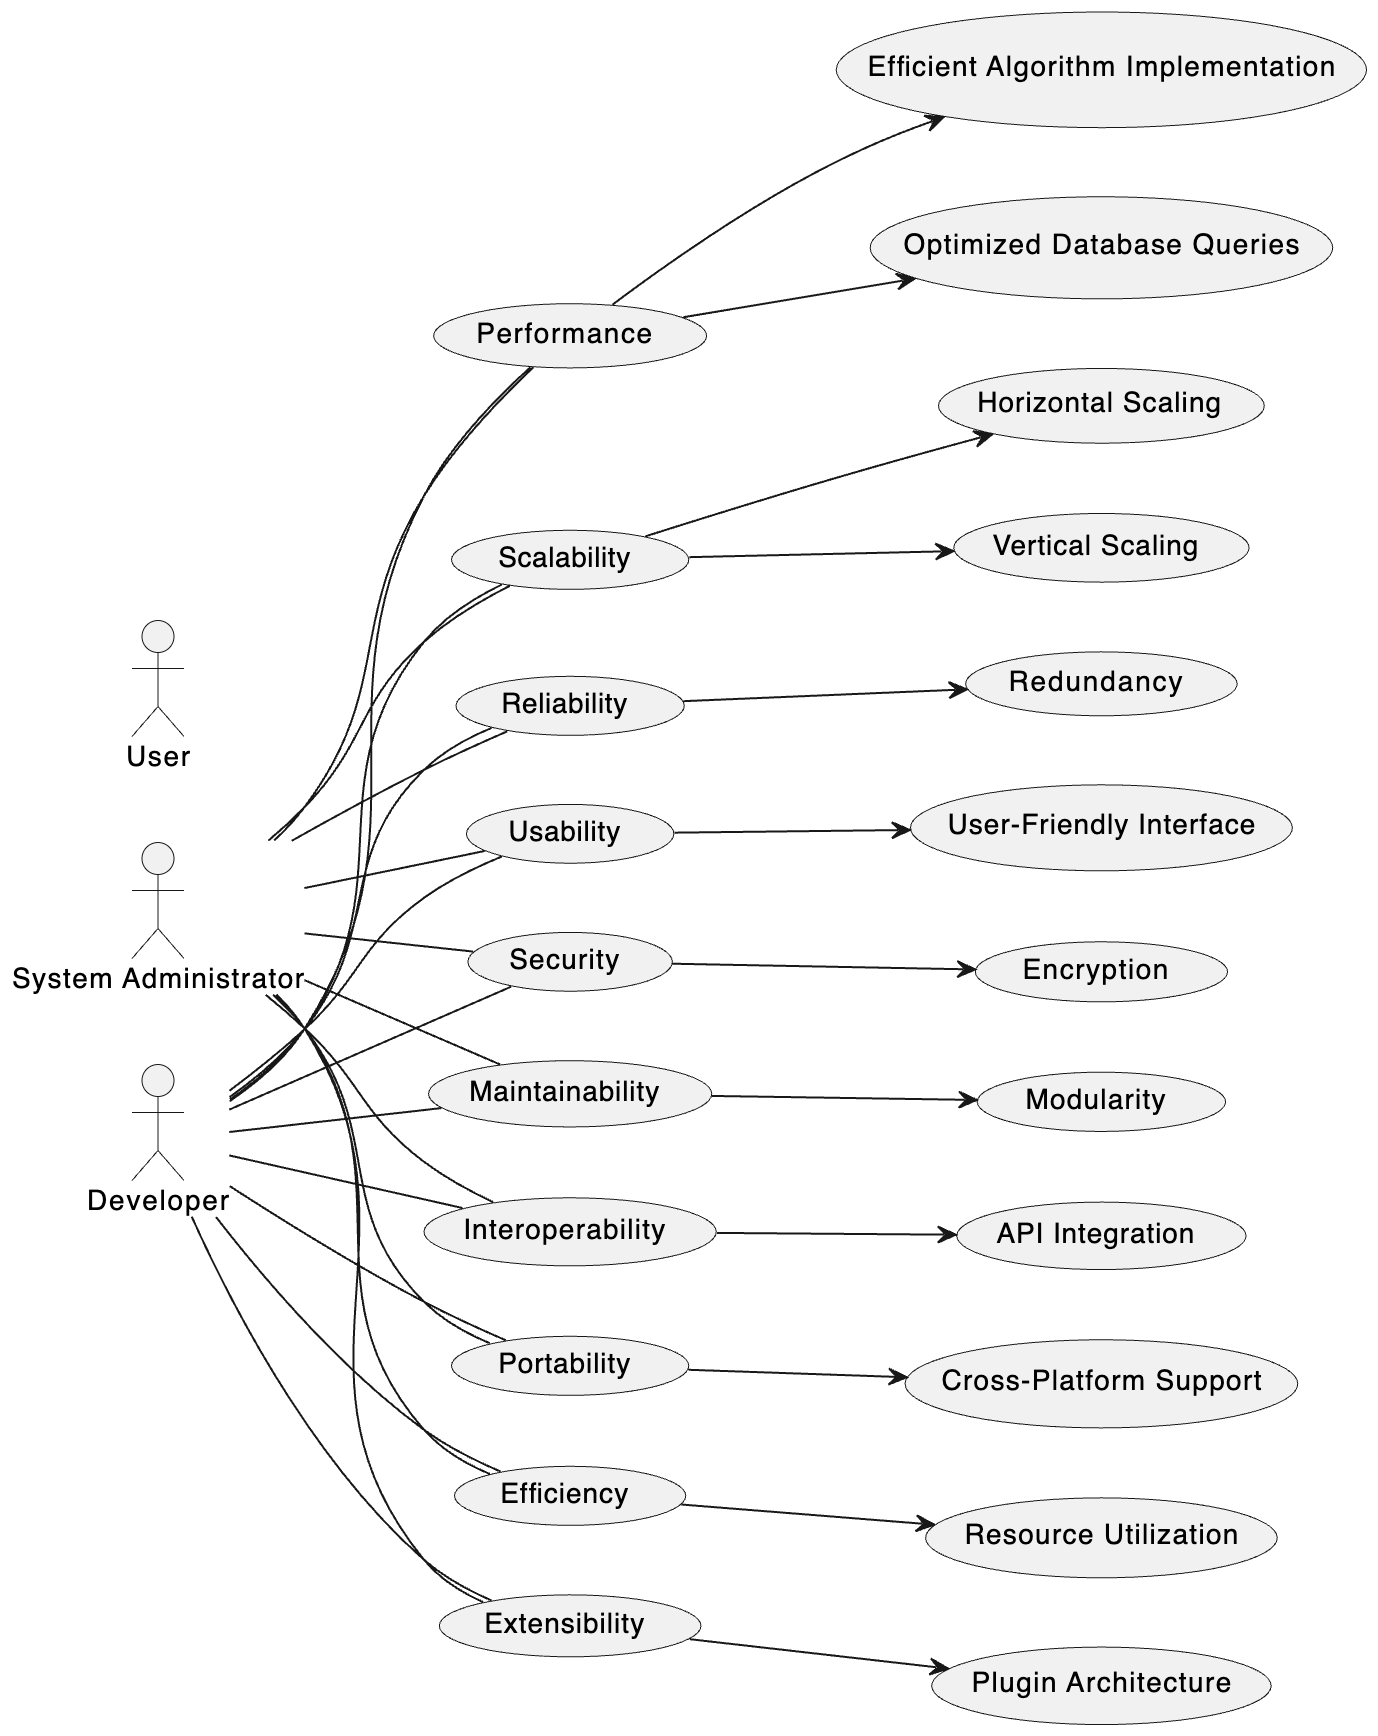 Efficient Algorithm Implementation
Optimized Database Queries
Performance
Horizontal Scaling
Vertical Scaling
Scalability
Redundancy
Reliability
User
User-Friendly Interface
Usability
Security
Encryption
System Administrator
Maintainability
Modularity
Developer
Interoperability
API Integration
Portability
Cross-Platform Support
Efficiency
Resource Utilization
Extensibility
Plugin Architecture